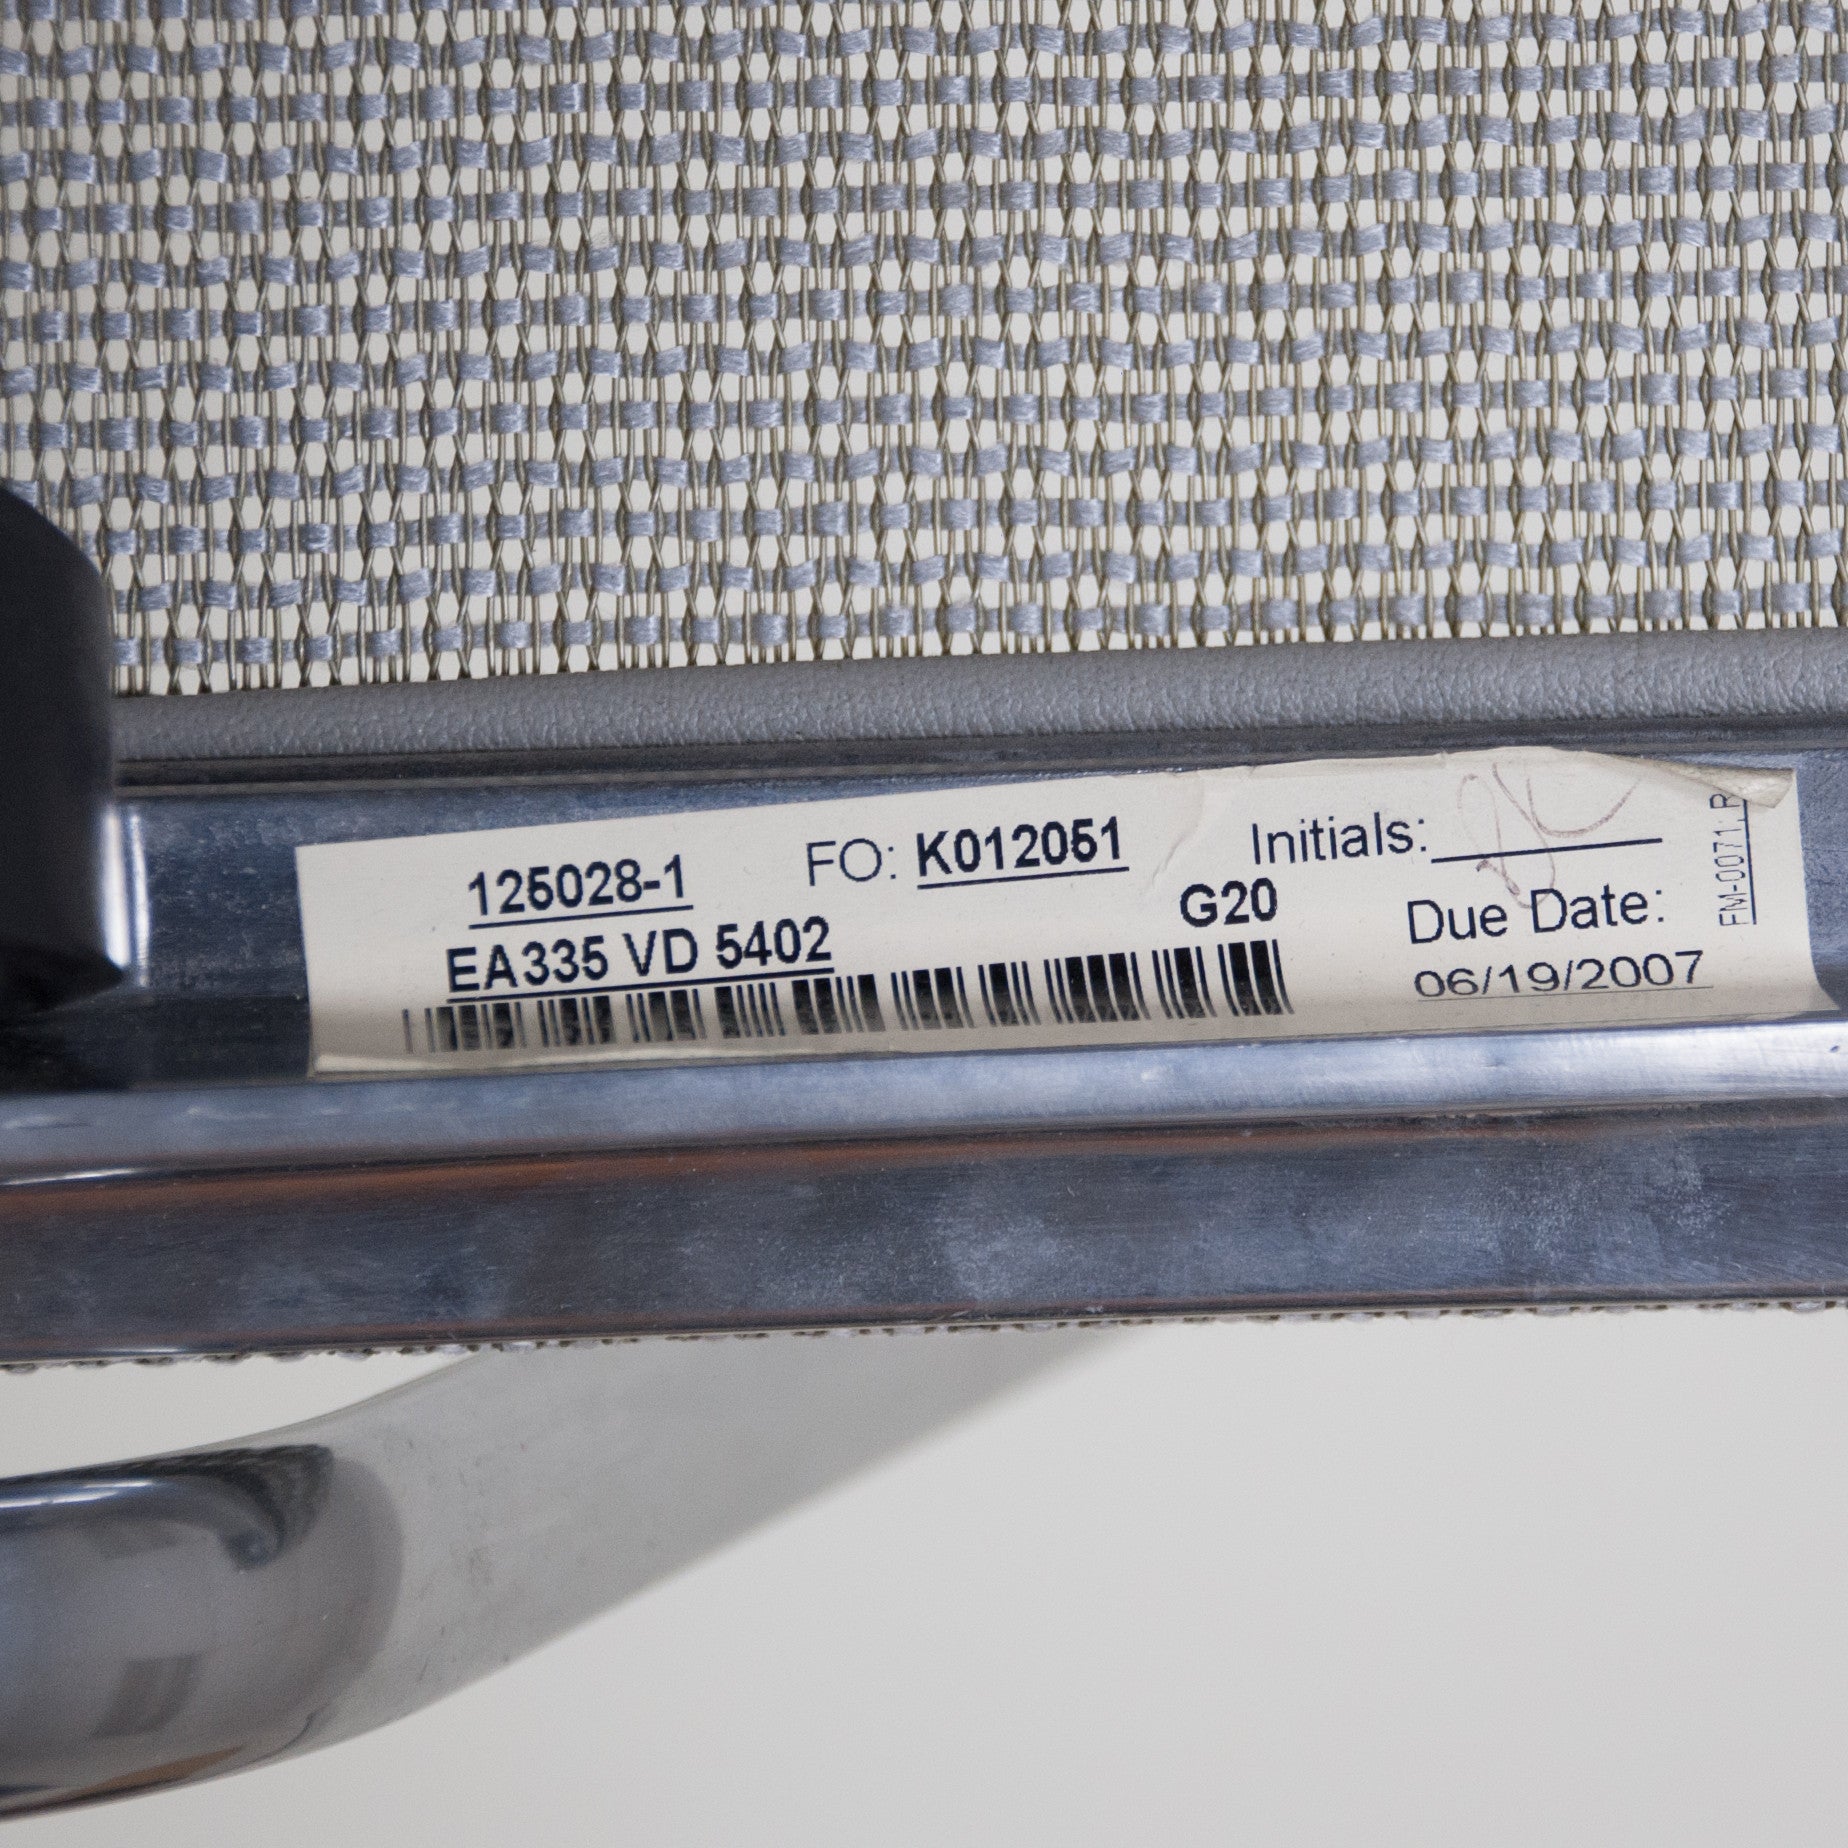 125028-1 FO: K012051 Initials:
EA335 VD 5402 G20 Due Date:
06/19/2007
FM-0071_R